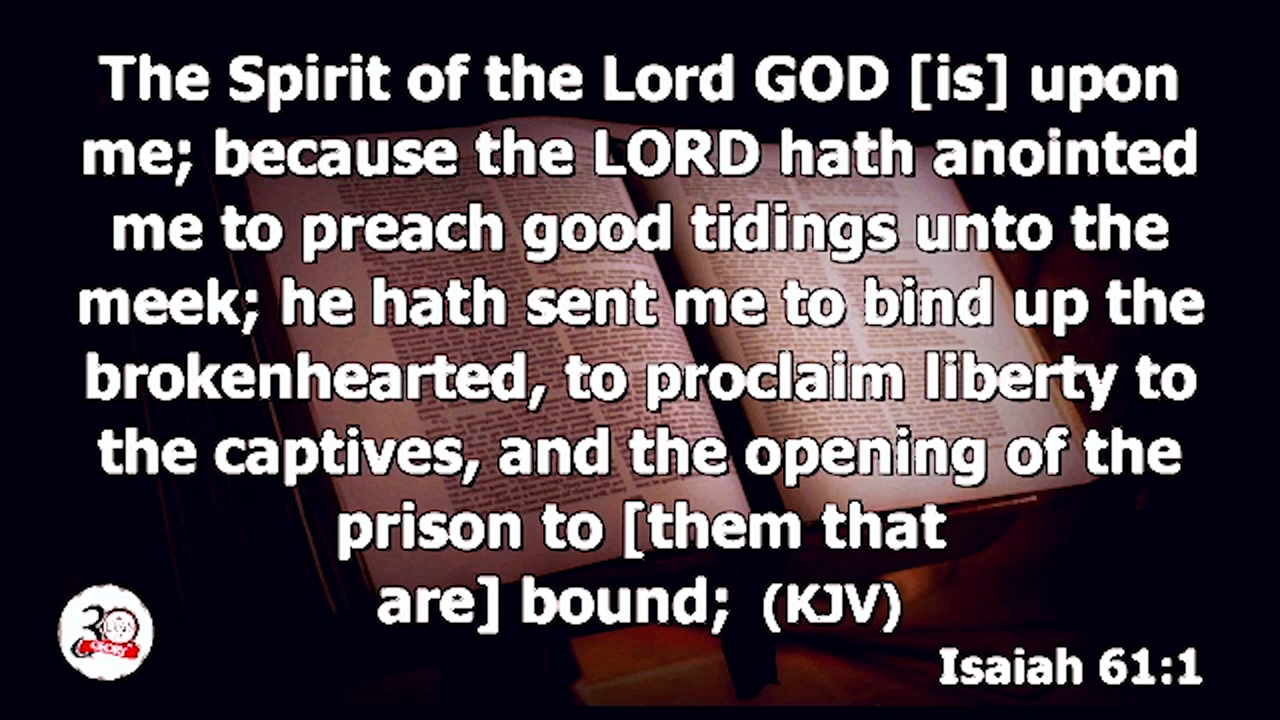 The Spirit of the Lord GOD [is] upon
me; because the LORD hath anointed
me to preach good tidings unto the
meek; he hath sent me to bind up the
brokenhearted, to proclaim liberty to
the captives, and the opening of the
prison to [them that
are] bound;  (KJV)
Isaiah 61:1
30